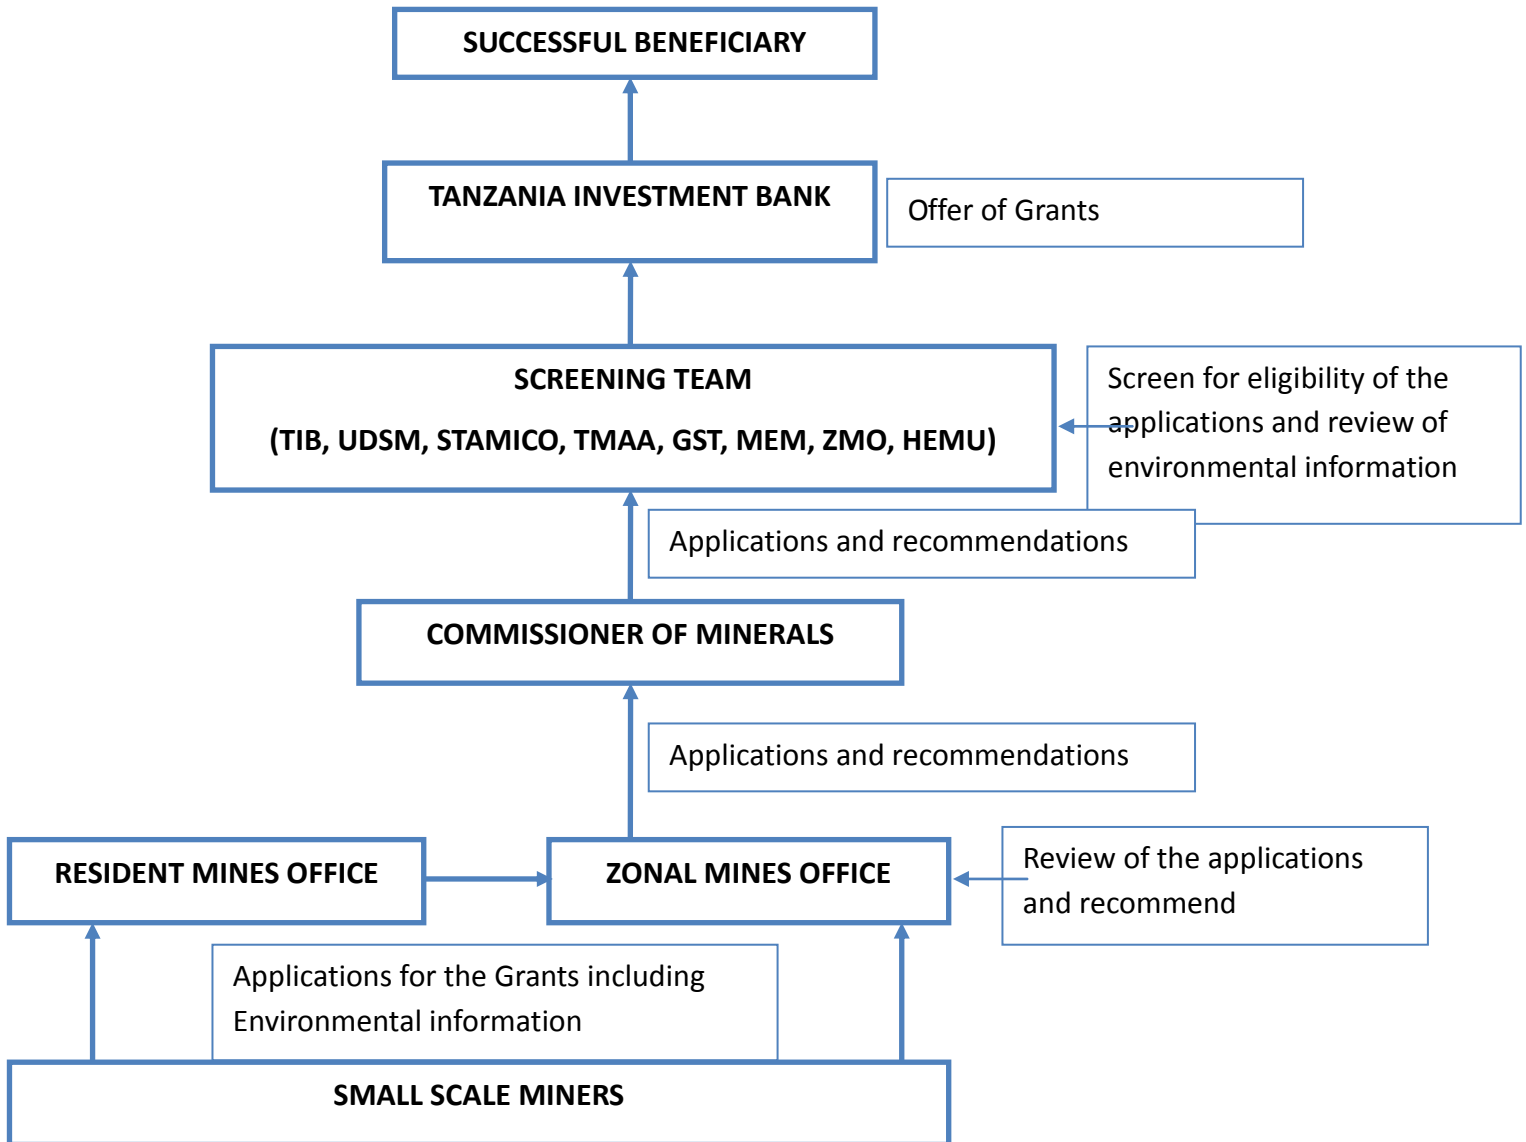 SUCCESSFUL BENEFICIARY
TANZANIA INVESTMENT BANK
Offer of Grants
SCREENING TEAM
(TIB, UDSM, STAMICO, TMAA, GST, MEM, ZMO, HEMU)
Screen for eligibility of the
applications and review of
environmental information
Applications and recommendations
COMMISSIONER OF MINERALS
Applications and recommendations
RESIDENT MINES OFFICE
ZONAL MINES OFFICE
Review of the applications
and recommend
Applications for the Grants including
Environmental information
SMALL SCALE MINERS